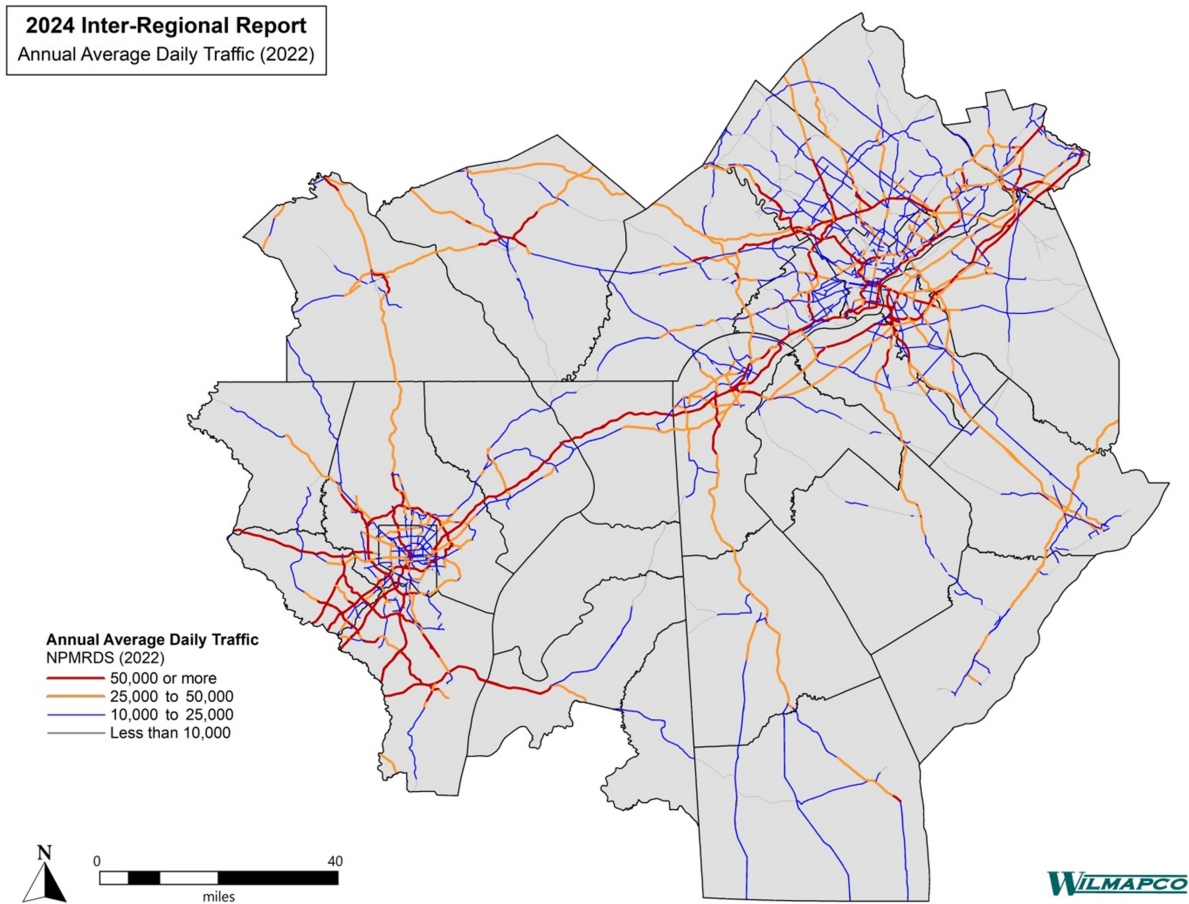 2024 Inter-Regional Report
Annual Average Daily Traffic (2022)
Annual Average Daily Traffic
NPMRDS (2022)
50,000 or more
25,000 to 50,000
10,000 to 25,000
Less than 10,000
N
0 40
miles
WILMAPCO